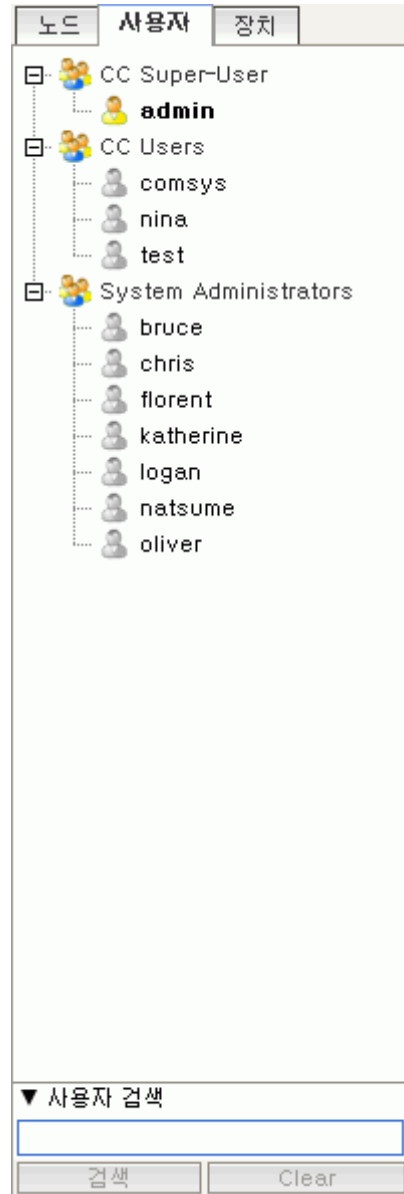 노드 사용자 장치
CC Super-User
admin
CC Users
comsys
nina
test
System Administrators
bruce
chris
florent
katherine
logan
natsume
oliver
▼ 사용자 검색
검색 Clear